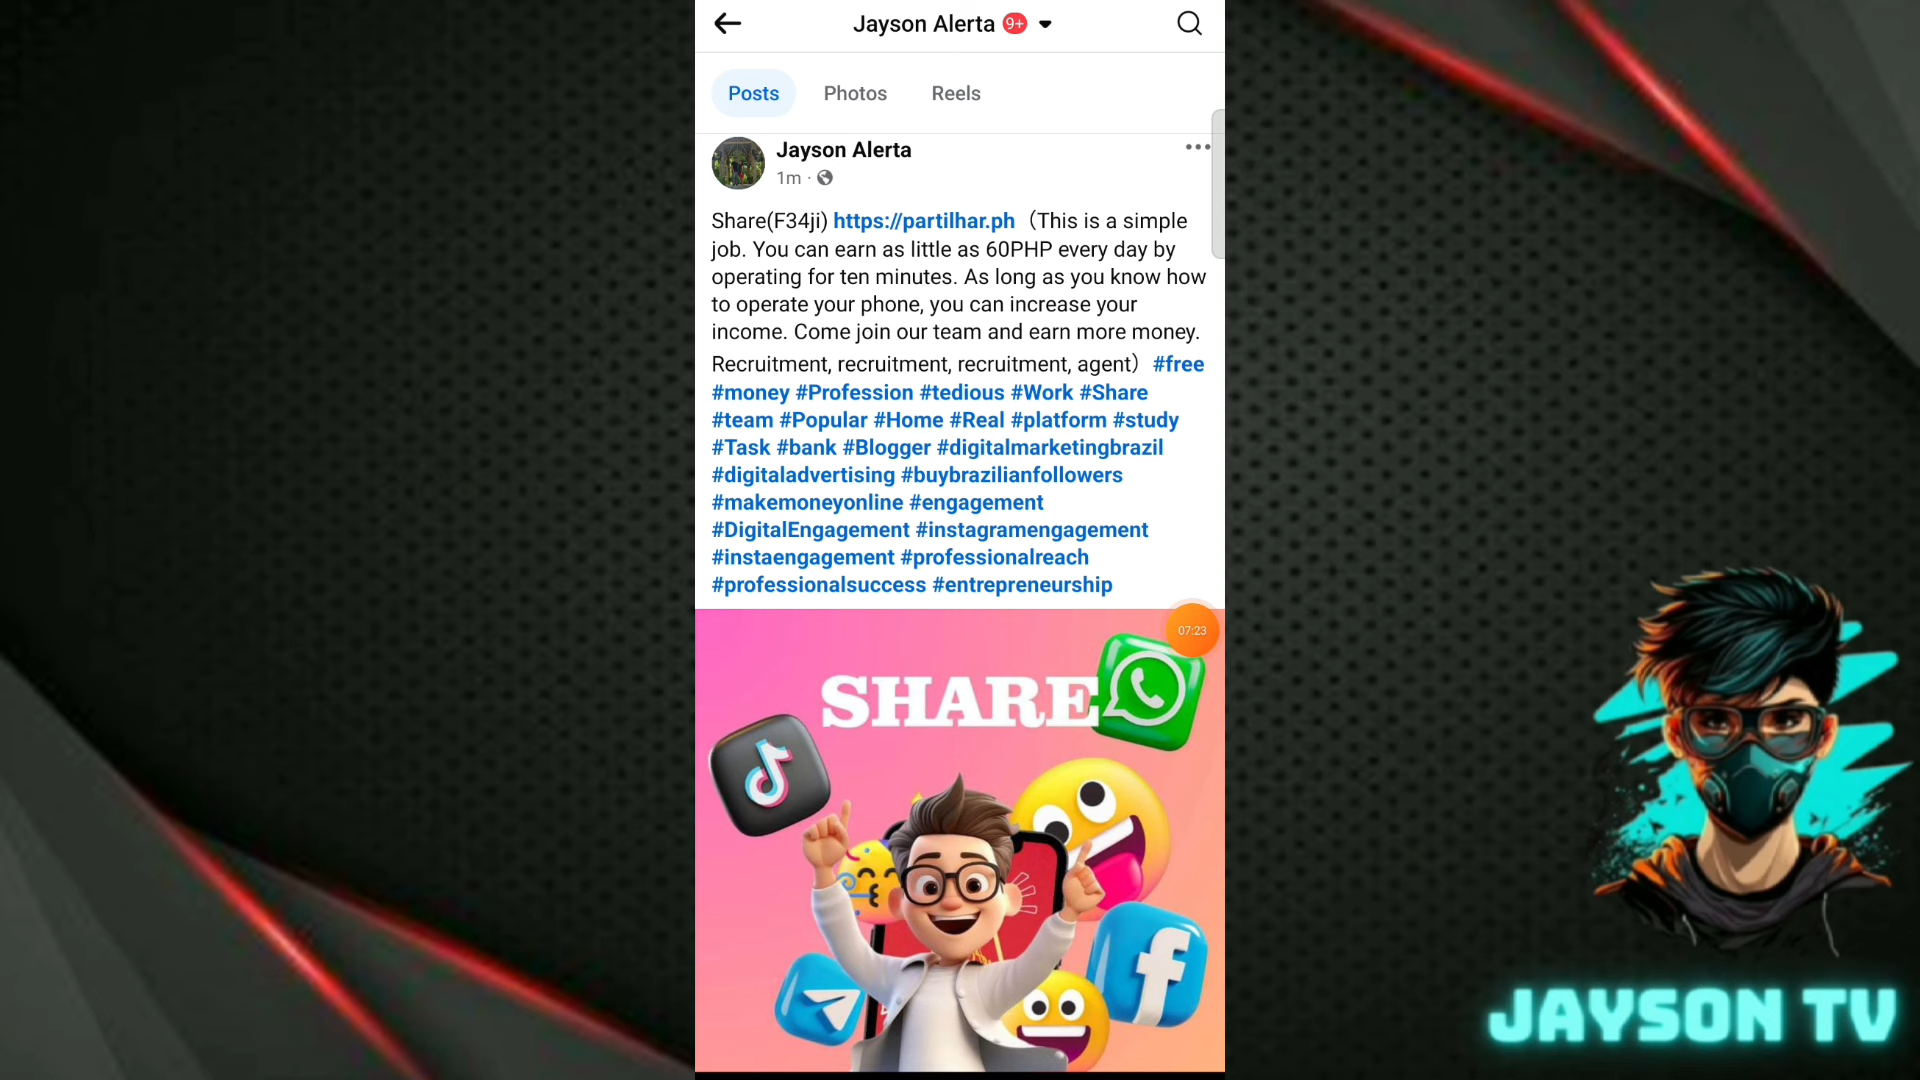 Jayson Alerta 9+
Posts Photos Reels
Jayson Alerta
1m ·
Share(F34ji) https://partilhar.ph（This is a simple
job. You can earn as little as 60PHP every day by
operating for ten minutes. As long as you know how
to operate your phone, you can increase your
income. Come join our team and earn more money.
Recruitment, recruitment, recruitment, agent）#free
#money #Profession #tedious #Work #Share
#team #Popular #Home #Real #platform #study
#Task #bank #Blogger #digitalmarketingbrazil
#digitaladvertising #buybrazilianfollowers
#makemoneyonline #engagement
#DigitalEngagement #instagramengagement
#instaengagement #professionalreach
#professionalsuccess #entrepreneurship
07:23
SHARE
JAYSON TV